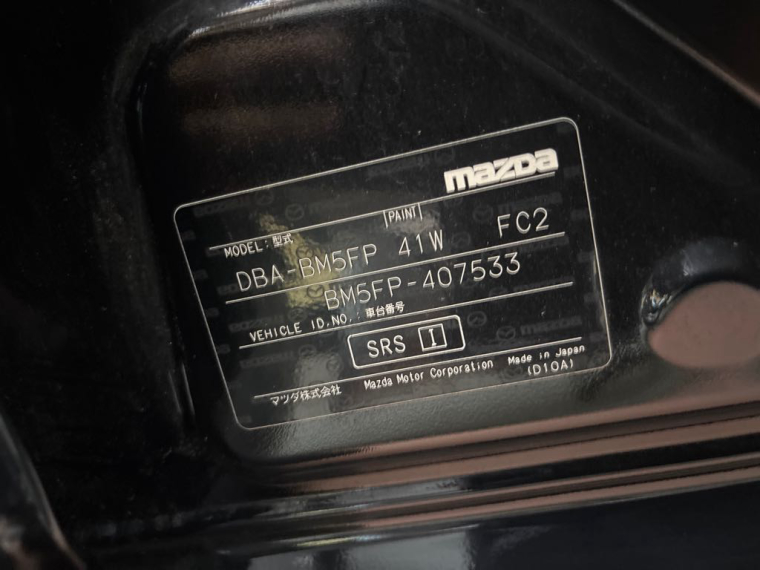 mazda
MODEL:型式 PAINT
DBA-BM5FP 41W FC2
BM5FP-407533
VEHICLE ID.NO.:車台番号
SRS I
マツダ株式会社 Mazda Motor Corporation Made in Japan
(D10A)